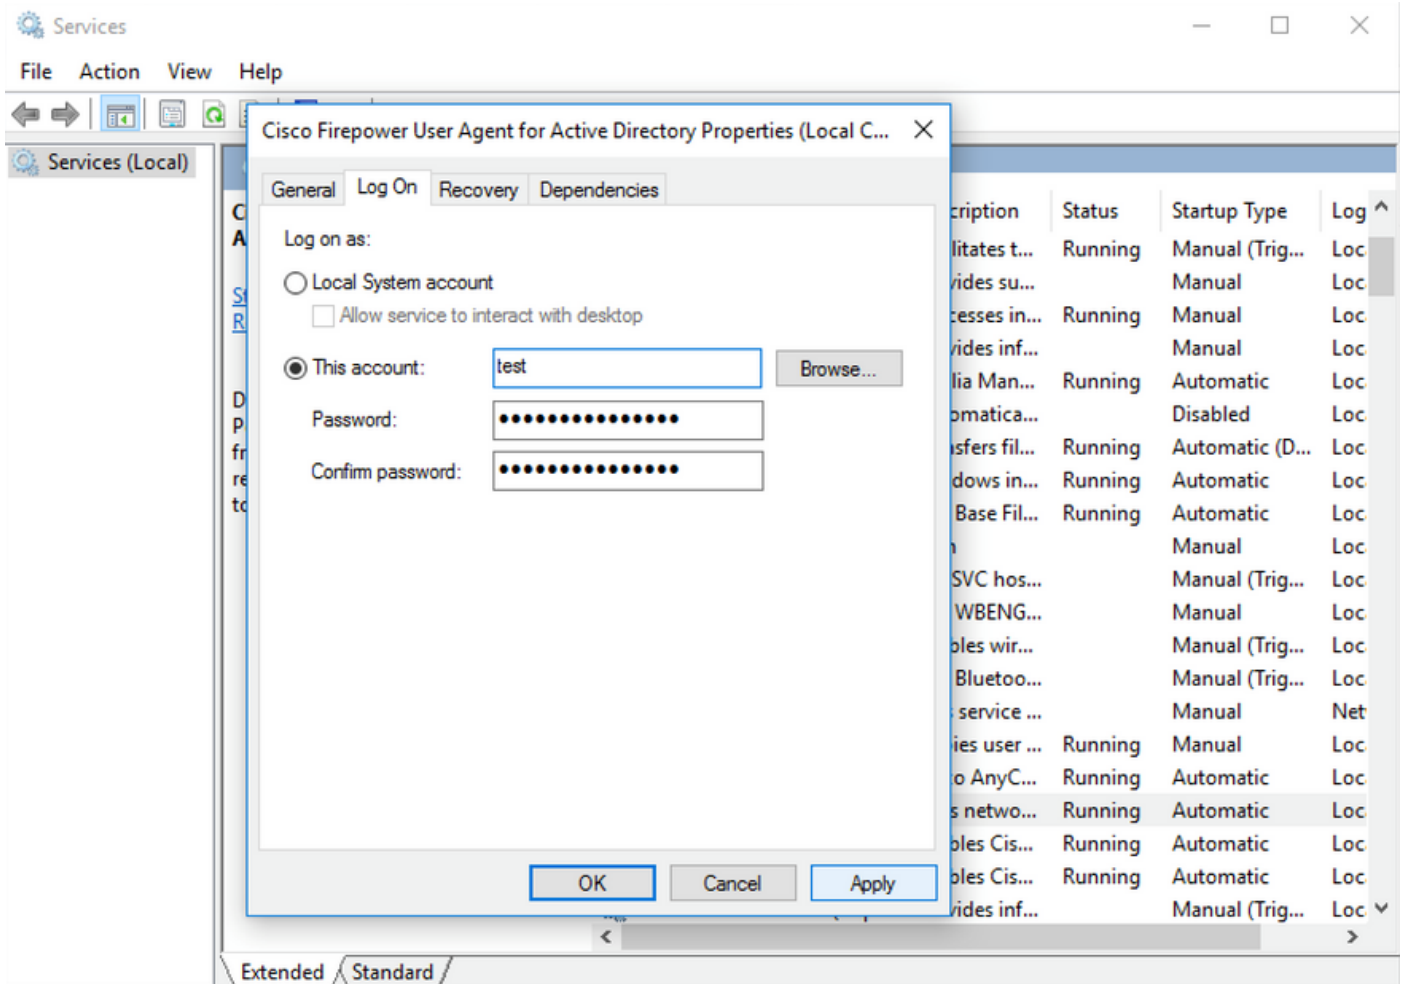 Services
File Action View Help
Cisco Firepower User Agent for Active Directory Properties (Local C...
Services (Local)
General Log On Recovery Dependencies
Log on as:
Local System account
Allow service to interact with desktop
This account: test Browse...
Password: ●●●●●●●●●●●●●●●
Confirm password: ●●●●●●●●●●●●●●●
OK Cancel Apply
cription Status Startup Type Log
litates t... Running Manual (Trig... Loc
vides su... Manual Loc
cesses in... Running Manual Loc
vides inf... Manual Loc
lia Man... Running Automatic Loc
omatica... Disabled Loc
nsfers fil... Running Automatic (D... Loc
dows in... Running Automatic Loc
Base Fil... Running Automatic Loc
Manual Loc
SVC hos... Manual (Trig... Loc
WBENG... Manual Loc
bles wir... Manual (Trig... Loc
Bluetoo... Manual (Trig... Loc
service ... Manual Net
ies user ... Running Manual Loc
to AnyC... Running Automatic Loc
s netwo... Running Automatic Loc
bles Cis... Running Automatic Loc
bles Cis... Running Automatic Loc
vides inf... Manual (Trig... Loc
Extended Standard